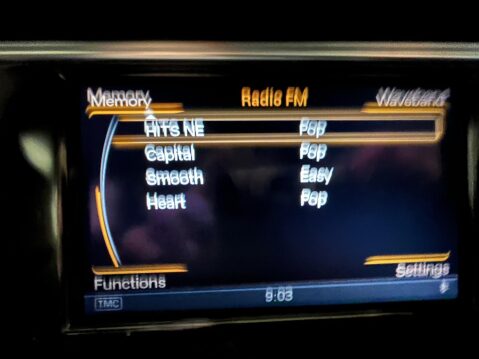 Memory Radio FM Waveband
HITS NE Pop
Capital Pop
Smooth Easy
Heart Pop
Functions Settings
TMC 9:03